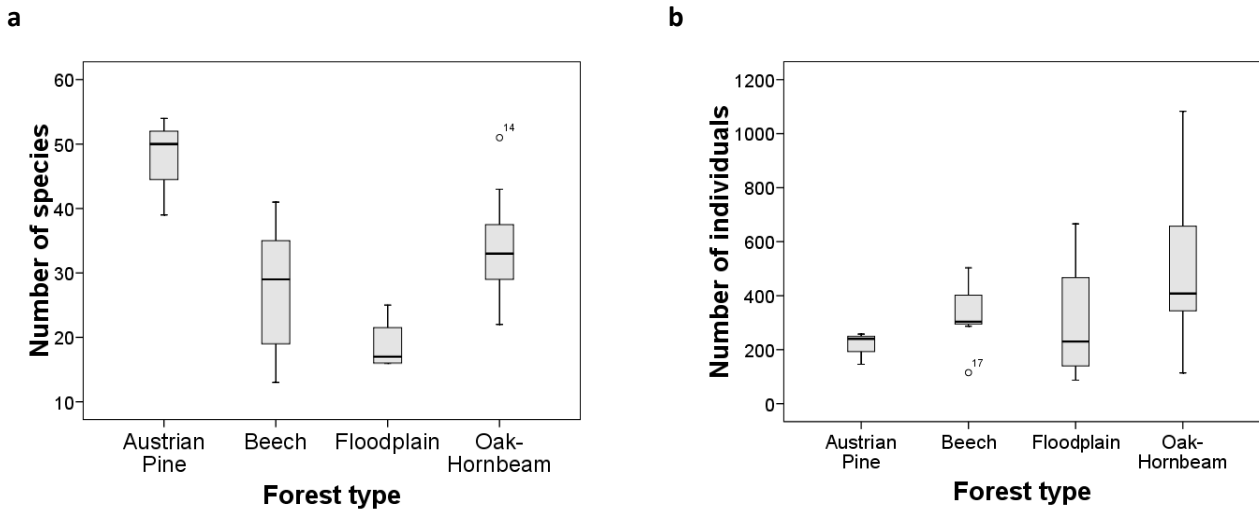 a
Number of species
60
50
40
30
20
10
14
Austrian
Pine
Beech
Floodplain
Oak-
Hornbeam
Forest type
b
Number of individuals
1200
1000
800
600
400
200
0
17
Austrian
Pine
Beech
Floodplain
Oak-
Hornbeam
Forest type